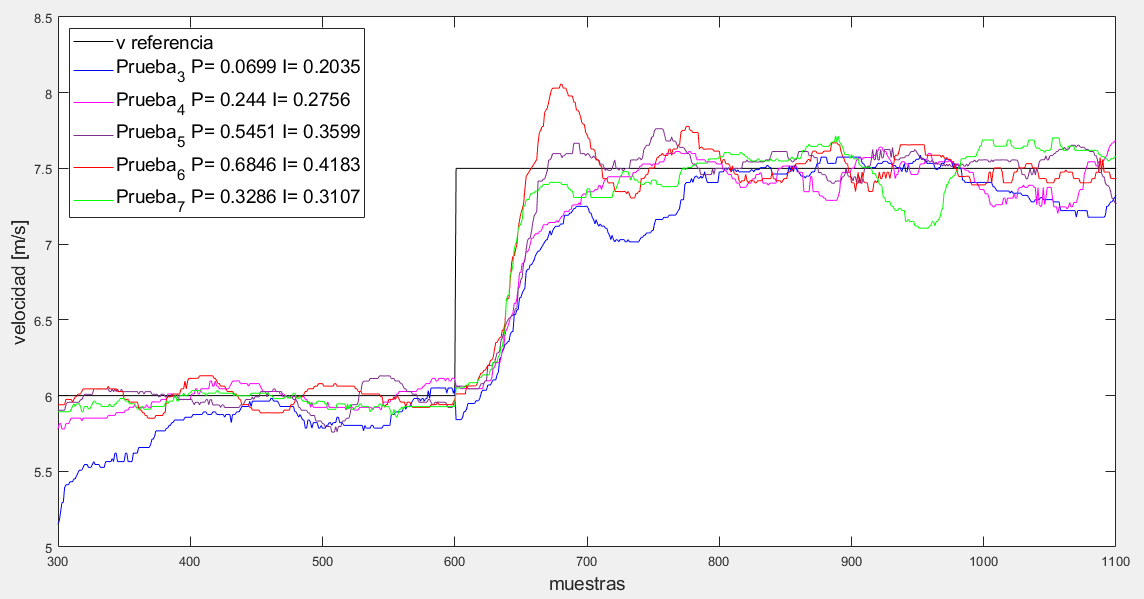 8.5
8
7.5
7
6.5
6
5.5
5
velocidad [m/s]
v referencia
Prueba₃ P= 0.0699 I= 0.2035
Prueba₄ P= 0.244 I= 0.2756
Prueba₅ P= 0.5451 I= 0.3599
Prueba₆ P= 0.6846 I= 0.4183
Prueba₇ P= 0.3286 I= 0.3107
300 400 500 600 700 800 900 1000 1100
muestras